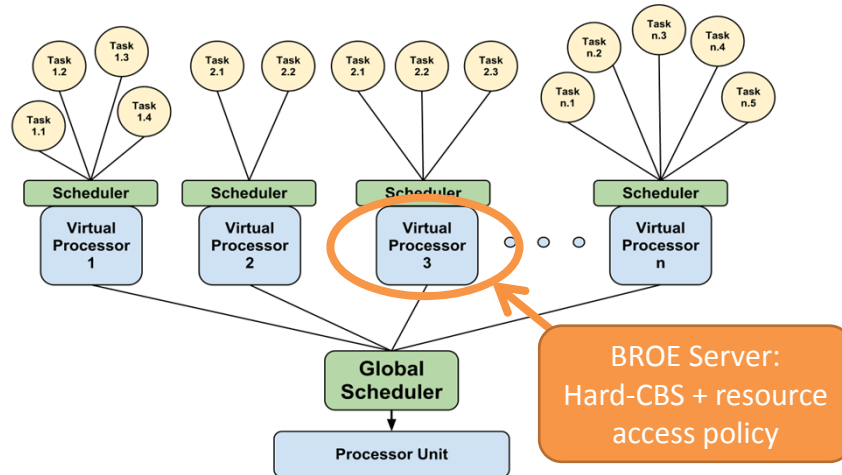 Task
1.1
Task
1.2
Task
1.3
Task
1.4
Task
2.1
Task
2.2
Task
2.1
Task
2.2
Task
2.3
Task
n.1
Task
n.2
Task
n.3
Task
n.4
Task
n.5
Scheduler
Scheduler
Scheduler
Scheduler
Virtual
Processor
1
Virtual
Processor
2
Virtual
Processor
3
Virtual
Processor
n
Global
Scheduler
Processor Unit
BROE Server:
Hard-CBS + resource
access policy